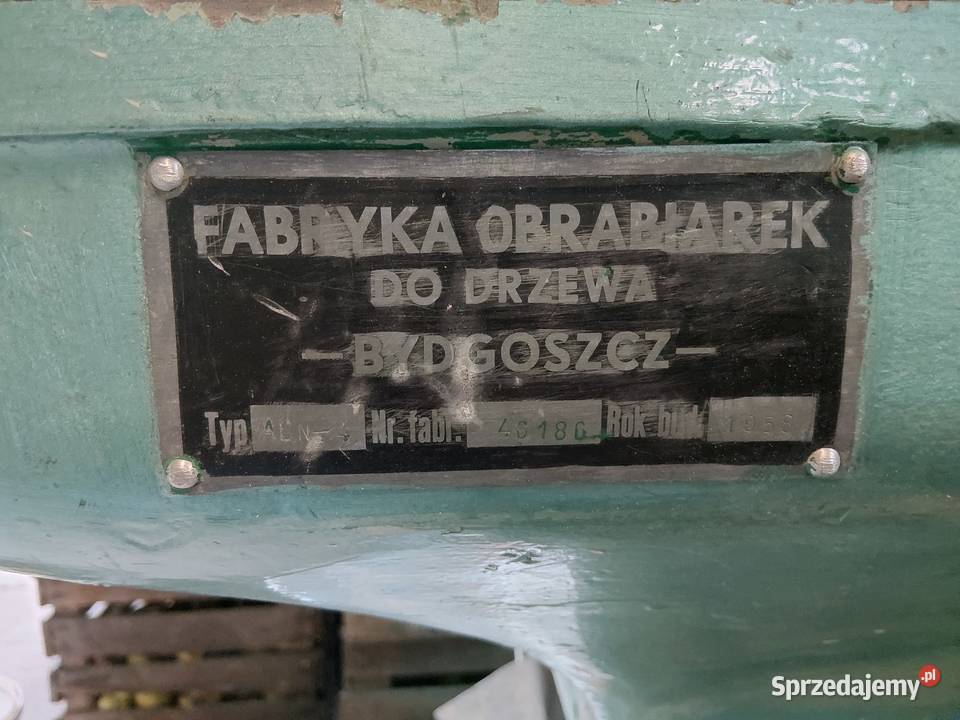 FABRYKA OBRABIAREK
DO DRZEWA
—BYDGOSZCZ—
Typ Nr. fabr. 46186 Rok bud.
Sprzedajemy.pl